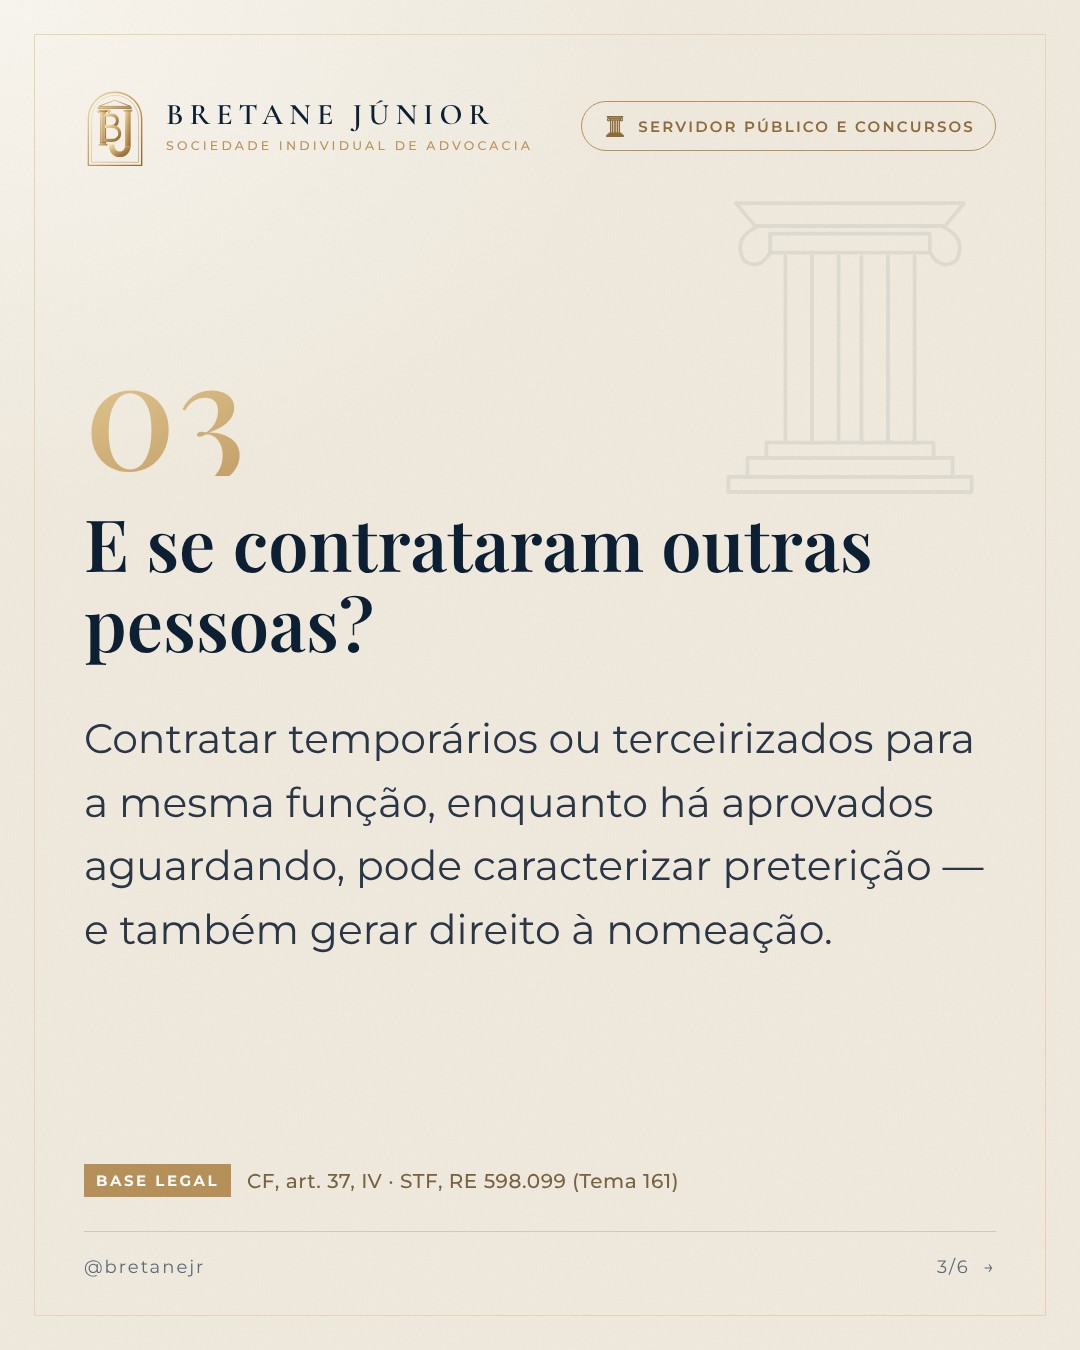 BRETANE JÚNIOR
SOCIEDADE INDIVIDUAL DE ADVOCACIA
SERVIDOR PÚBLICO E CONCURSOS
03
E se contrataram outras
pessoas?
Contratar temporários ou terceirizados para
a mesma função, enquanto há aprovados
aguardando, pode caracterizar preterição —
e também gerar direito à nomeação.
BASE LEGAL CF, art. 37, IV · STF, RE 598.099 (Tema 161)
@bretanejr
3/6 →